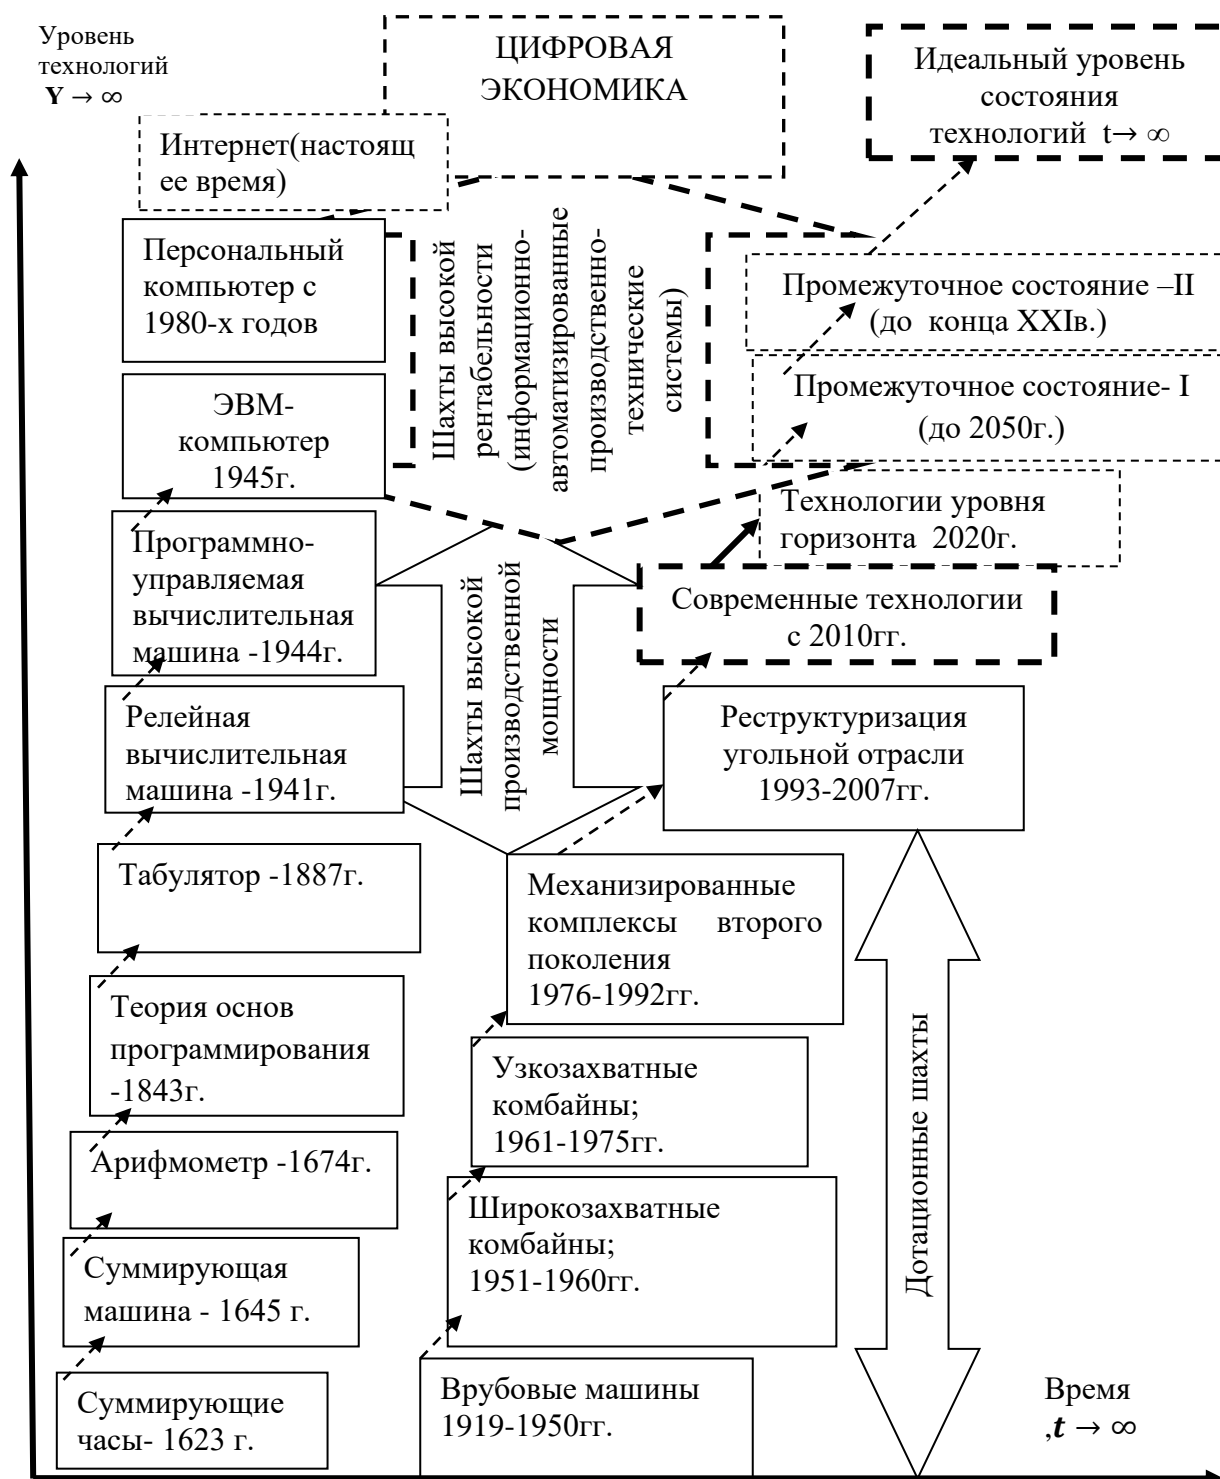 Уровень
технологий
Y → ∞
ЦИФРОВАЯ
ЭКОНОМИКА
Идеальный уровень
состояния
технологий t→ ∞
Интернет(настоящ
ее время)
Персональный
компьютер с
1980-х годов
ЭВМ-
компьютер
1945г.
Программно-
управляемая
вычислительная
машина -1944г.
Релейная
вычислительная
машина -1941г.
Табулятор -1887г.
Теория основ
программирования
-1843г.
Арифмометр -1674г.
Суммирующая
машина - 1645 г.
Суммирующие
часы- 1623 г.
Шахты высокой
рентабельности
(информационно-
автоматизированные
производственно-
технические
системы)
Шахты высокой
производственной
мощности
Промежуточное состояние –II
(до конца XXIв.)
Промежуточное состояние- I
(до 2050г.)
Технологии уровня
горизонта 2020г.
Современные технологии
с 2010гг.
Реструктуризация
угольной отрасли
1993-2007гг.
Механизированные
комплексы второго
поколения
1976-1992гг.
Узкозахватные
комбайны;
1961-1975гг.
Широкозахватные
комбайны;
1951-1960гг.
Врубовые машины
1919-1950гг.
Дотационные шахты
Время
,t → ∞